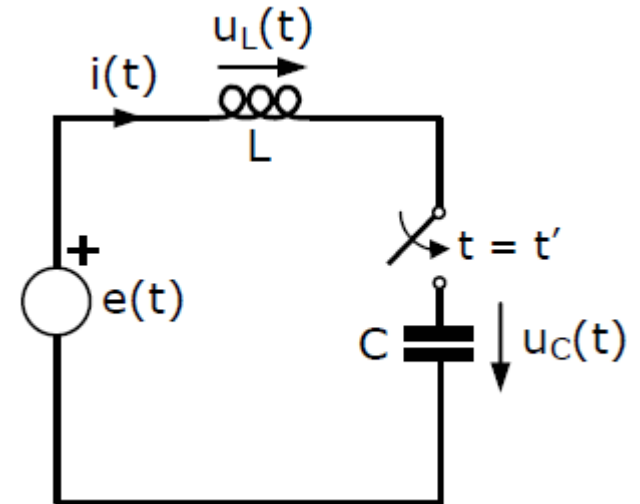 u_L(t)
i(t)
L
t = t′
+
e(t)
C
u_C(t)